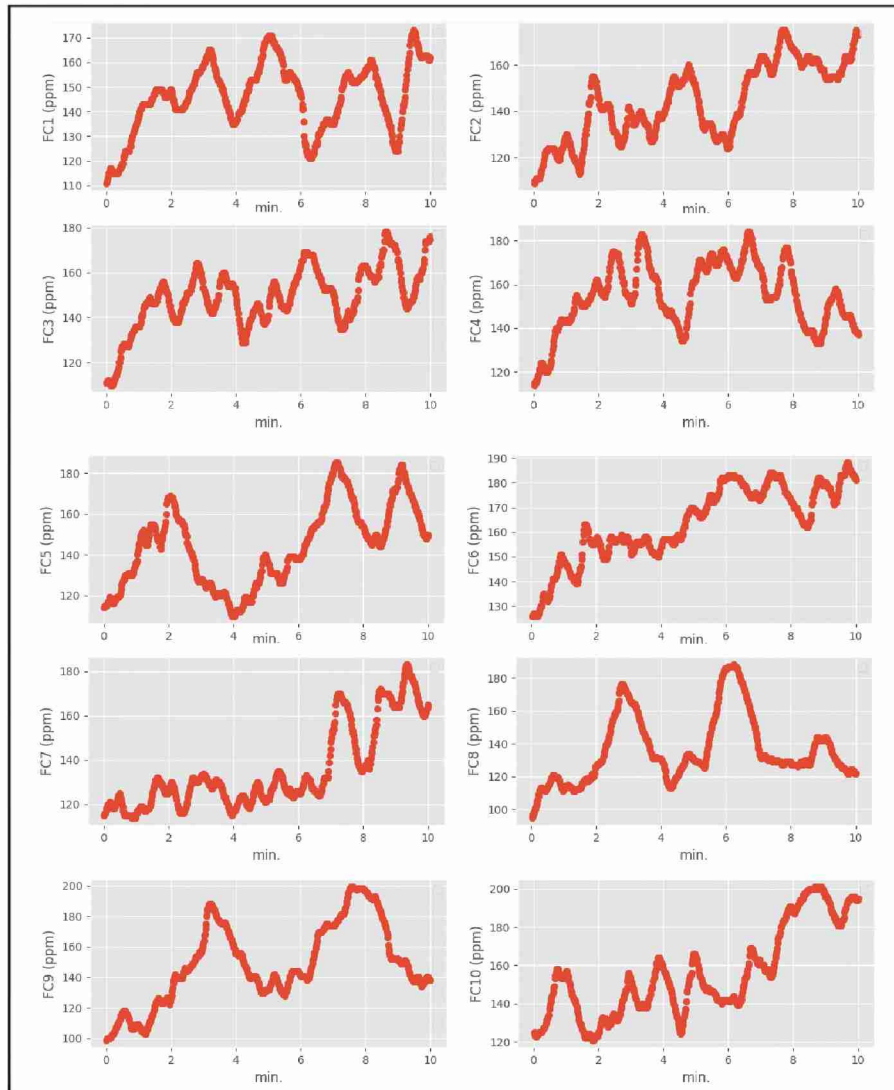 FC1 (ppm)
170
160
150
140
130
120
110
0 2 4 6 8 10
min.
FC2 (ppm)
160
140
120
0 2 4 6 8 10
min.
FC3 (ppm)
180
160
140
120
0 2 4 6 8 10
min.
FC4 (ppm)
180
160
140
120
0 2 4 6 8 10
min.
FC5 (ppm)
180
160
140
120
0 2 4 6 8 10
min.
FC6 (ppm)
190
180
170
160
150
140
130
0 2 4 6 8 10
min.
FC7 (ppm)
180
160
140
120
0 2 4 6 8 10
min.
FC8 (ppm)
180
160
140
120
100
0 2 4 6 8 10
min.
FC9 (ppm)
200
180
160
140
120
100
0 2 4 6 8 10
min.
FC10 (ppm)
200
180
160
140
120
0 2 4 6 8 10
min.